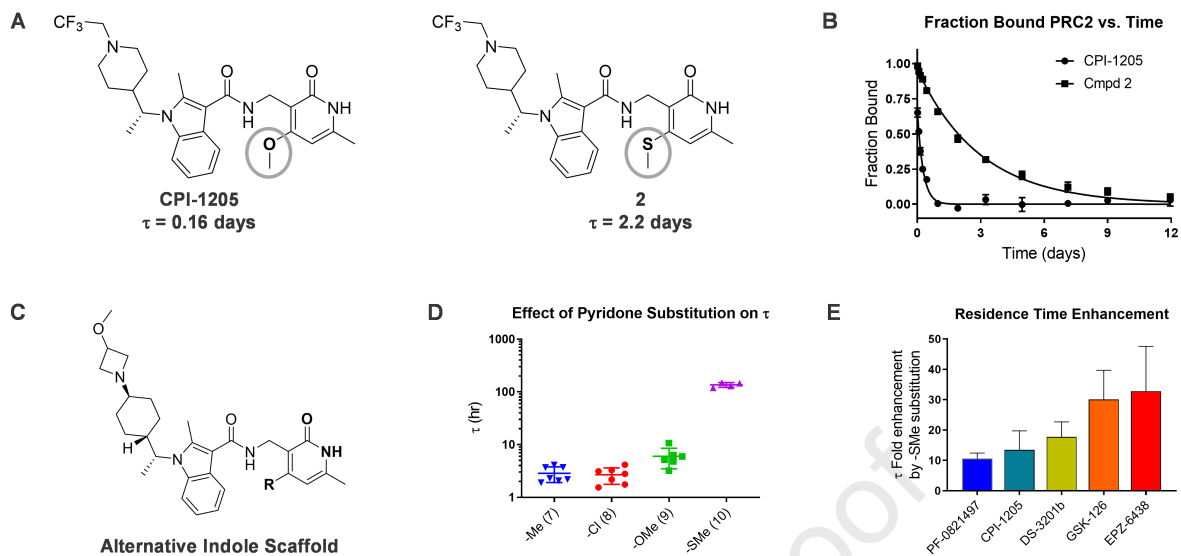 A
CF3
N
N
O
N
H
O
NH
O
CPI-1205
τ = 0.16 days
CF3
N
N
O
N
H
O
NH
S
2
τ = 2.2 days
B
Fraction Bound PRC2 vs. Time
CPI-1205
Cmpd 2
Fraction Bound
1.00
0.75
0.50
0.25
0.00
0
3
6
9
12
Time (days)
C
O
N
H
N
O
N
H
O
NH
R
Alternative Indole Scaffold
D
Effect of Pyridone Substitution on τ
τ (hr)
1000
100
10
1
-Me (7)
-Cl (8)
-OMe (9)
-SMe (10)
E
Residence Time Enhancement
τ Fold enhancement
by -SMe substitution
50
40
30
20
10
0
PF-0821497
CPI-1205
DS-3201b
GSK-126
EPZ-6438
oof